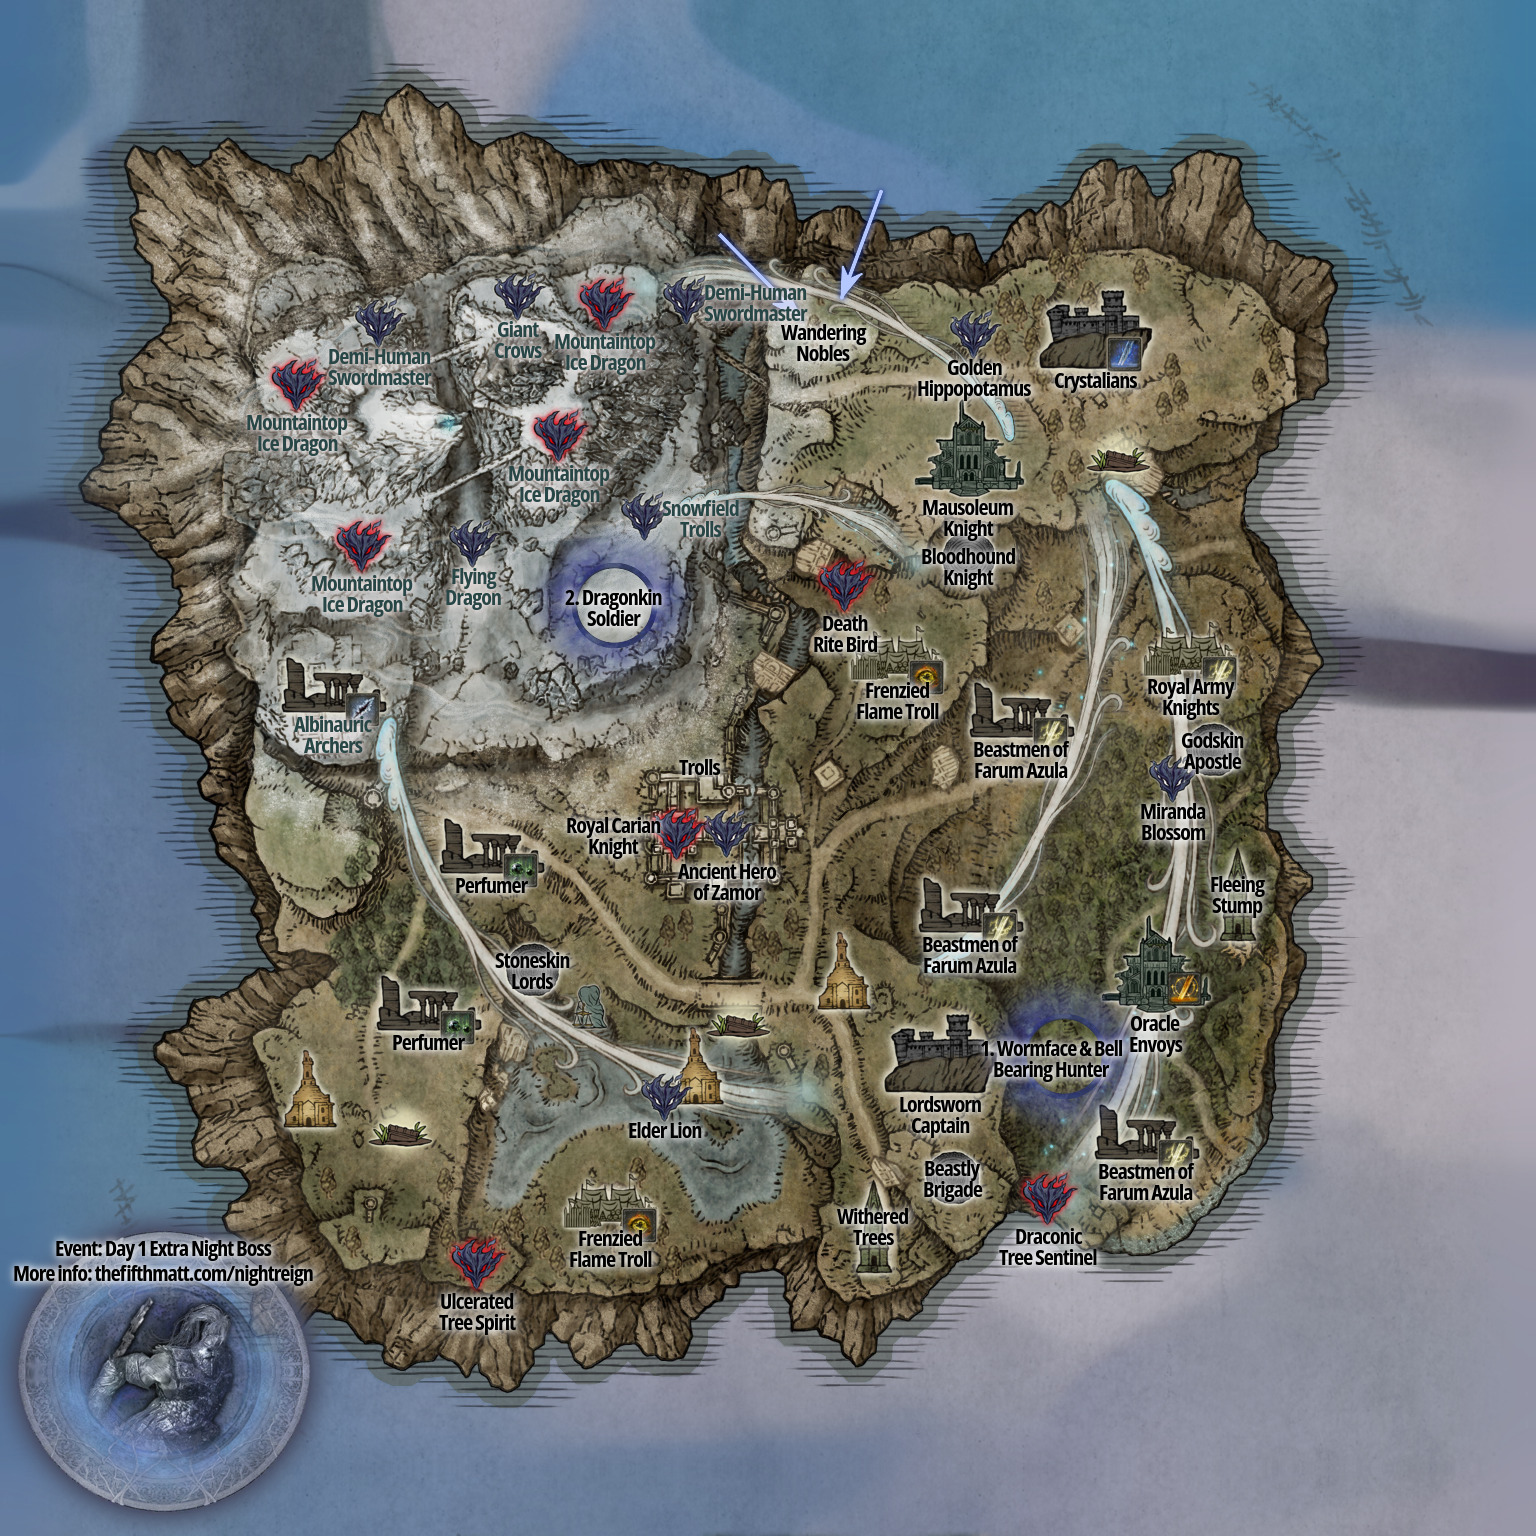 Demi-Human
Swordmaster
Giant
Crows
Mountaintop
Ice Dragon
Demi-Human
Swordmaster
Wandering
Nobles
Golden
Hippopotamus
Crystalians
Mountaintop
Ice Dragon
Mountaintop
Ice Dragon
Snowfield
Trolls
Mausoleum
Knight
Bloodhound
Knight
Mountaintop
Ice Dragon
Flying
Dragon
2. Dragonkin
Soldier
Death
Rite Bird
Frenzied
Flame Troll
Royal Army
Knights
Albinauric
Archers
Beastmen of
Farum Azula
Godskin
Apostle
Trolls
Royal Carian
Knight
Ancient Hero
of Zamor
Miranda
Blossom
Perfumer
Fleeing
Stump
Beastmen of
Farum Azula
Stoneskin
Lords
Perfumer
Oracle
Envoys
1. Wormface & Bell
Bearing Hunter
Lordsworn
Captain
Elder Lion
Beastly
Brigade
Beastmen of
Farum Azula
Withered
Trees
Frenzied
Flame Troll
Draconic
Tree Sentinel
Ulcerated
Tree Spirit
Event: Day 1 Extra Night Boss
More info: thefifthmatt.com/nightreign